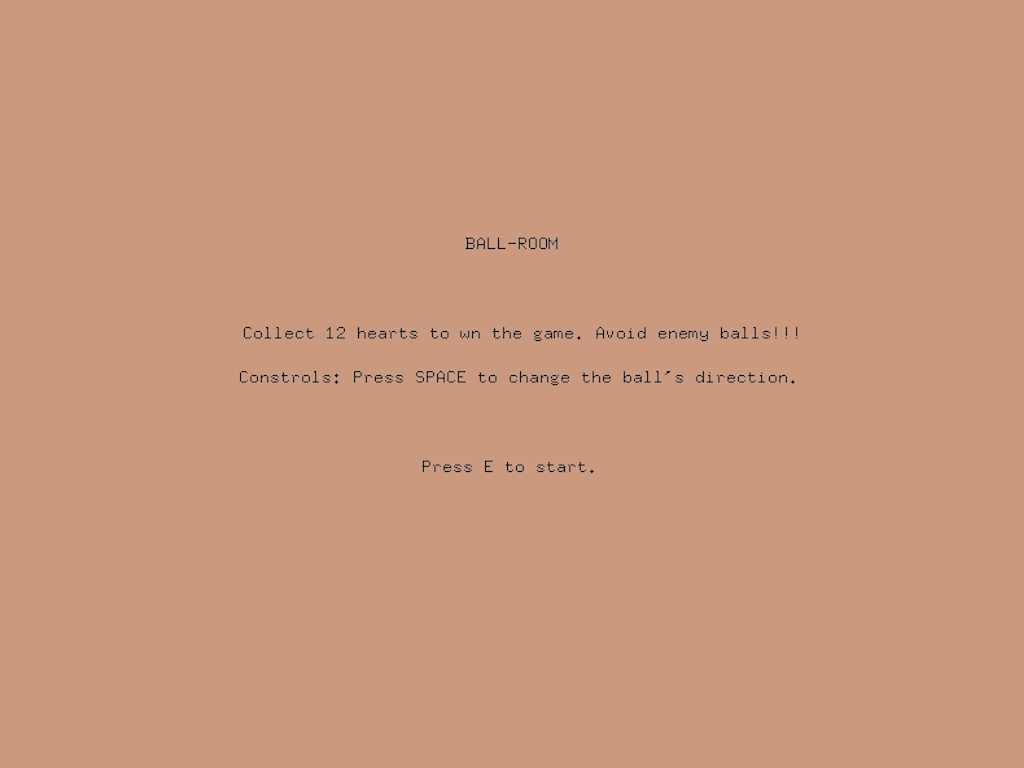 BALL-ROOM
Collect 12 hearts to wn the game. Avoid enemy balls!!!
Constrols: Press SPACE to change the ball's direction.
Press E to start.